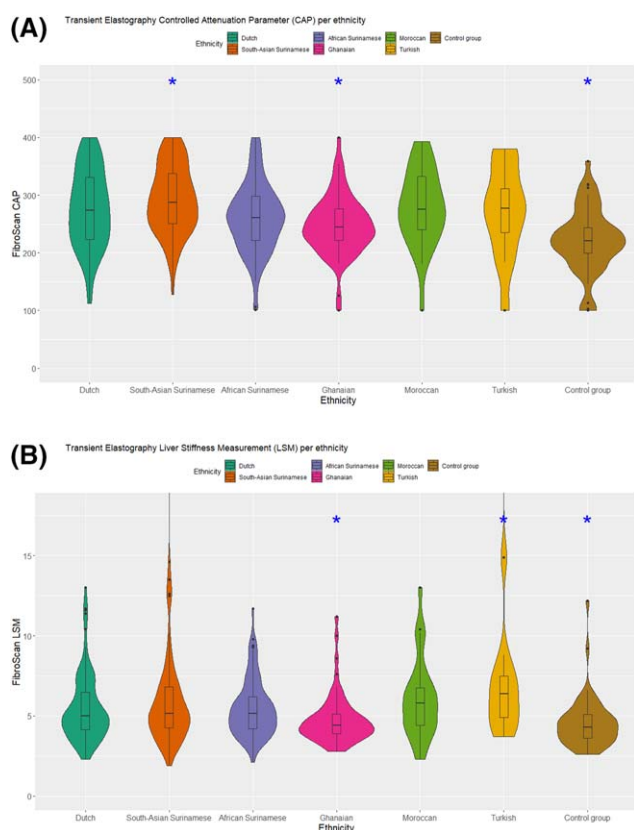 (A)
Transient Elastography Controlled Attenuation Parameter (CAP) per ethnicity
Ethnicity
Dutch
African Surinamese
Moroccan
Control group
South-Asian Surinamese
Ghanaian
Turkish
500
*
*
*
400
300
200
100
0
FibroScan CAP
Dutch
South-Asian Surinamese
African Surinamese
Ghanaian
Moroccan
Turkish
Control group
Ethnicity
(B)
Transient Elastography Liver Stiffness Measurement (LSM) per ethnicity
Ethnicity
Dutch
African Surinamese
Moroccan
Control group
South-Asian Surinamese
Ghanaian
Turkish
*
*
*
15
10
5
0
FibroScan LSM
Dutch
South-Asian Surinamese
African Surinamese
Ghanaian
Moroccan
Turkish
Control group
Ethnicity